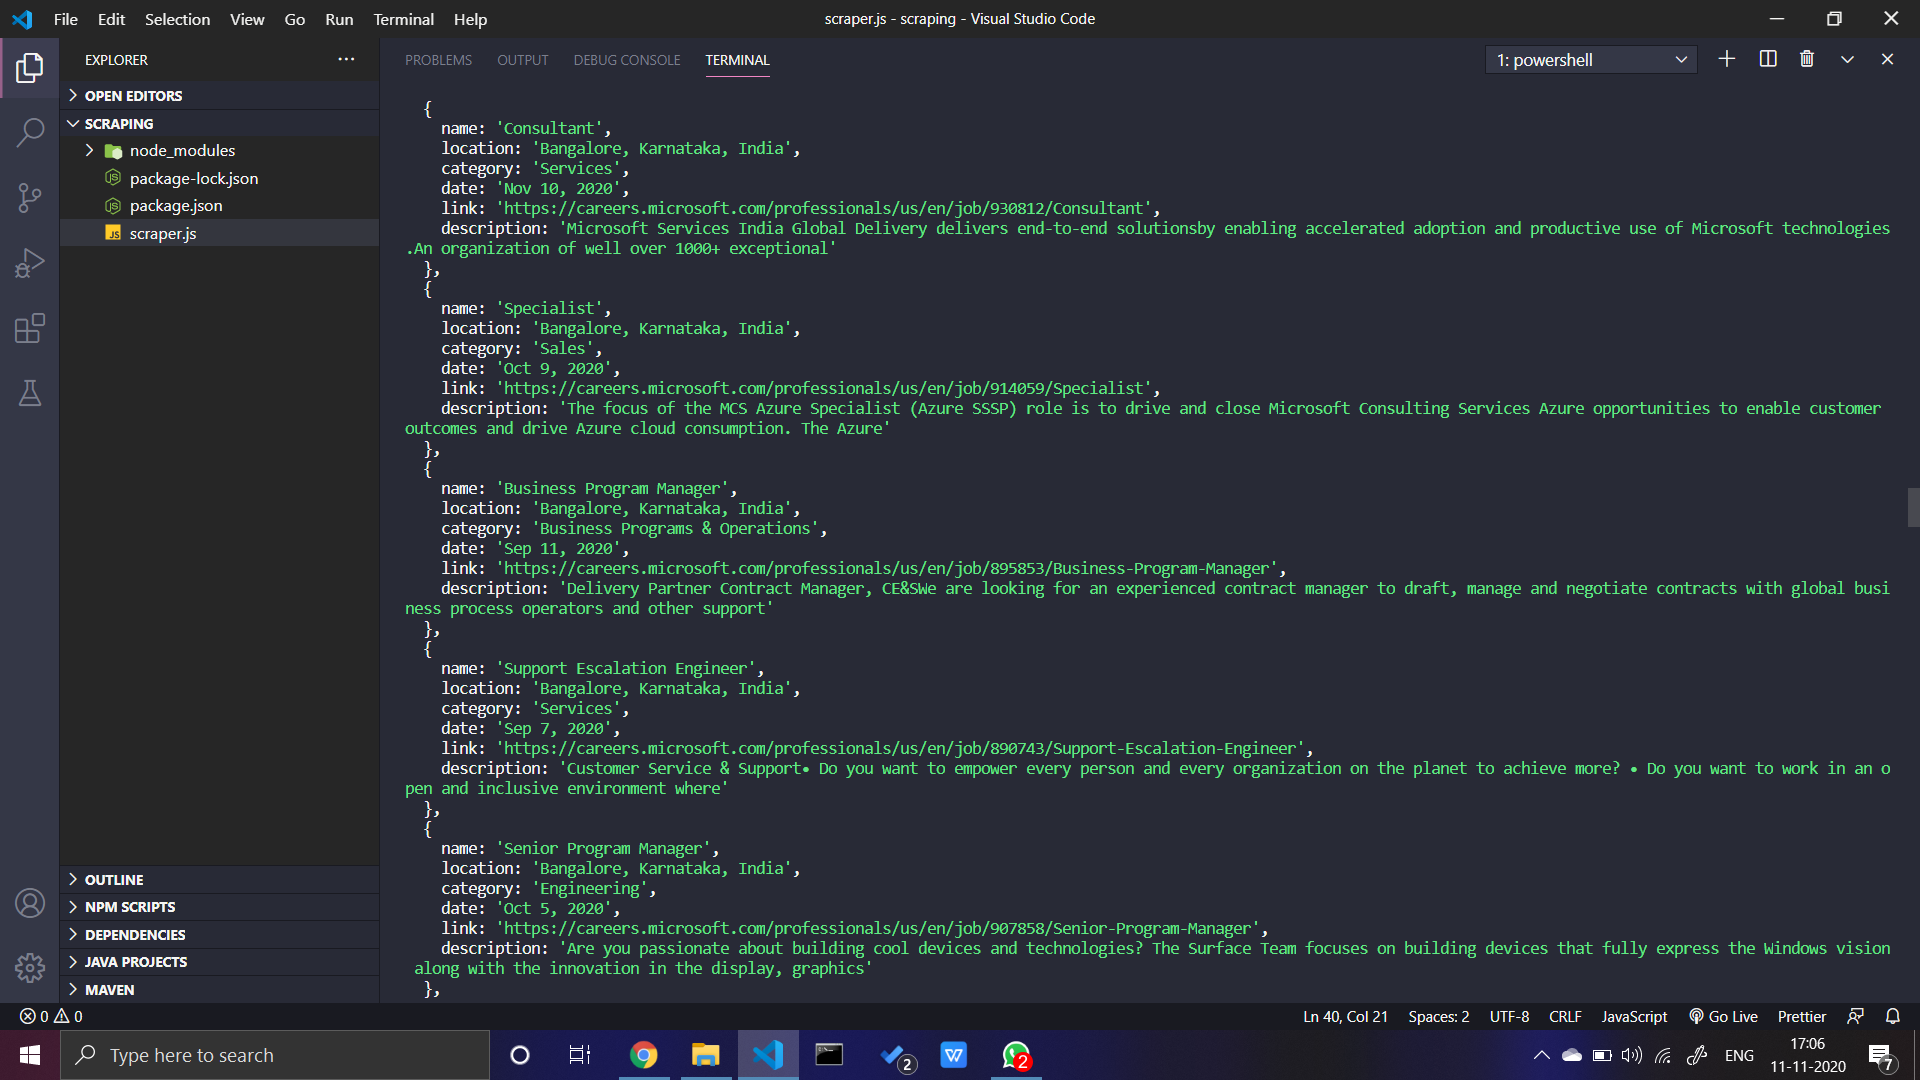 File Edit Selection View Go Run Terminal Help
scraper.js - scraping - Visual Studio Code
EXPLORER
OPEN EDITORS
SCRAPING
node_modules
package-lock.json
package.json
JS scraper.js
OUTLINE
NPM SCRIPTS
DEPENDENCIES
JAVA PROJECTS
MAVEN
PROBLEMS OUTPUT DEBUG CONSOLE TERMINAL
1: powershell
{
name: 'Consultant',
location: 'Bangalore, Karnataka, India',
category: 'Services',
date: 'Nov 10, 2020',
link: 'https://careers.microsoft.com/professionals/us/en/job/930812/Consultant',
description: 'Microsoft Services India Global Delivery delivers end-to-end solutionsby enabling accelerated adoption and productive use of Microsoft technologies
.An organization of well over 1000+ exceptional'
},
{
name: 'Specialist',
location: 'Bangalore, Karnataka, India',
category: 'Sales',
date: 'Oct 9, 2020',
link: 'https://careers.microsoft.com/professionals/us/en/job/914059/Specialist',
description: 'The focus of the MCS Azure Specialist (Azure SSSP) role is to drive and close Microsoft Consulting Services Azure opportunities to enable customer
outcomes and drive Azure cloud consumption. The Azure'
},
{
name: 'Business Program Manager',
location: 'Bangalore, Karnataka, India',
category: 'Business Programs & Operations',
date: 'Sep 11, 2020',
link: 'https://careers.microsoft.com/professionals/us/en/job/895853/Business-Program-Manager',
description: 'Delivery Partner Contract Manager, CE&SWe are looking for an experienced contract manager to draft, manage and negotiate contracts with global busi
ness process operators and other support'
},
{
name: 'Support Escalation Engineer',
location: 'Bangalore, Karnataka, India',
category: 'Services',
date: 'Sep 7, 2020',
link: 'https://careers.microsoft.com/professionals/us/en/job/890743/Support-Escalation-Engineer',
description: 'Customer Service & Support• Do you want to empower every person and every organization on the planet to achieve more? • Do you want to work in an o
pen and inclusive environment where'
},
{
name: 'Senior Program Manager',
location: 'Bangalore, Karnataka, India',
category: 'Engineering',
date: 'Oct 5, 2020',
link: 'https://careers.microsoft.com/professionals/us/en/job/907858/Senior-Program-Manager',
description: 'Are you passionate about building cool devices and technologies? The Surface Team focuses on building devices that fully express the Windows vision
along with the innovation in the display, graphics'
},
0 0
Ln 40, Col 21 Spaces: 2 UTF-8 CRLF JavaScript Go Live Prettier
Type here to search
2
W
2
ENG
17:06
11-11-2020
7